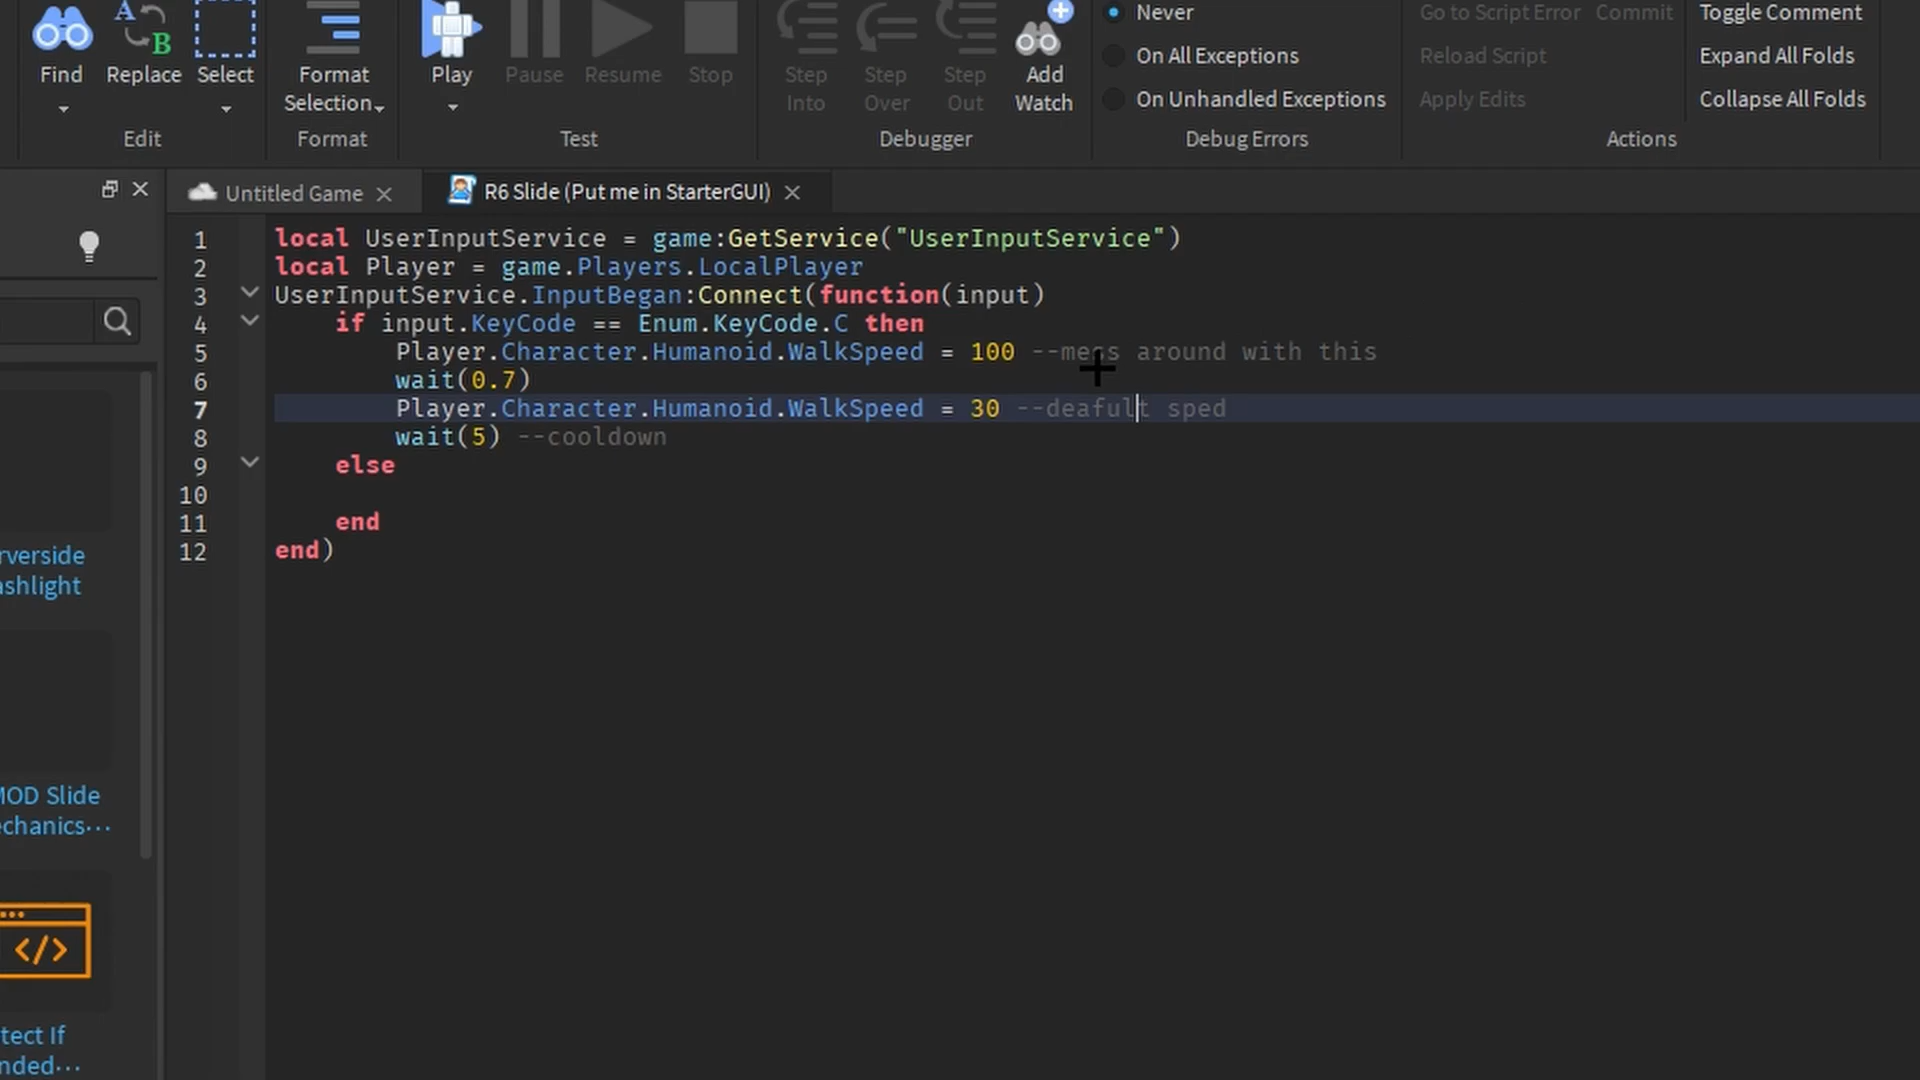 Never
Go to Script Error Commit
Toggle Comment
Find
Replace
Select
Format Selection
Play
Pause
Resume
Stop
Step Into
Step Over
Step Out
Add Watch
On All Exceptions
Reload Script
Expand All Folds
On Unhandled Exceptions
Apply Edits
Collapse All Folds
Edit
Format
Test
Debugger
Debug Errors
Actions
Untitled Game
R6 Slide (Put me in StarterGUI)
1 local UserInputService = game:GetService("UserInputService")
2 local Player = game.Players.LocalPlayer
3 UserInputService.InputBegan:Connect(function(input)
4 if input.KeyCode == Enum.KeyCode.C then
5 Player.Character.Humanoid.WalkSpeed = 100 --mess around with this
6 wait(0.7)
7 Player.Character.Humanoid.WalkSpeed = 30 --deafult sped
8 wait(5) --cooldown
9 else
10
11 end
12 end)
rverside
ashlight
MOD Slide
echanics...
</>
tect If
nded...